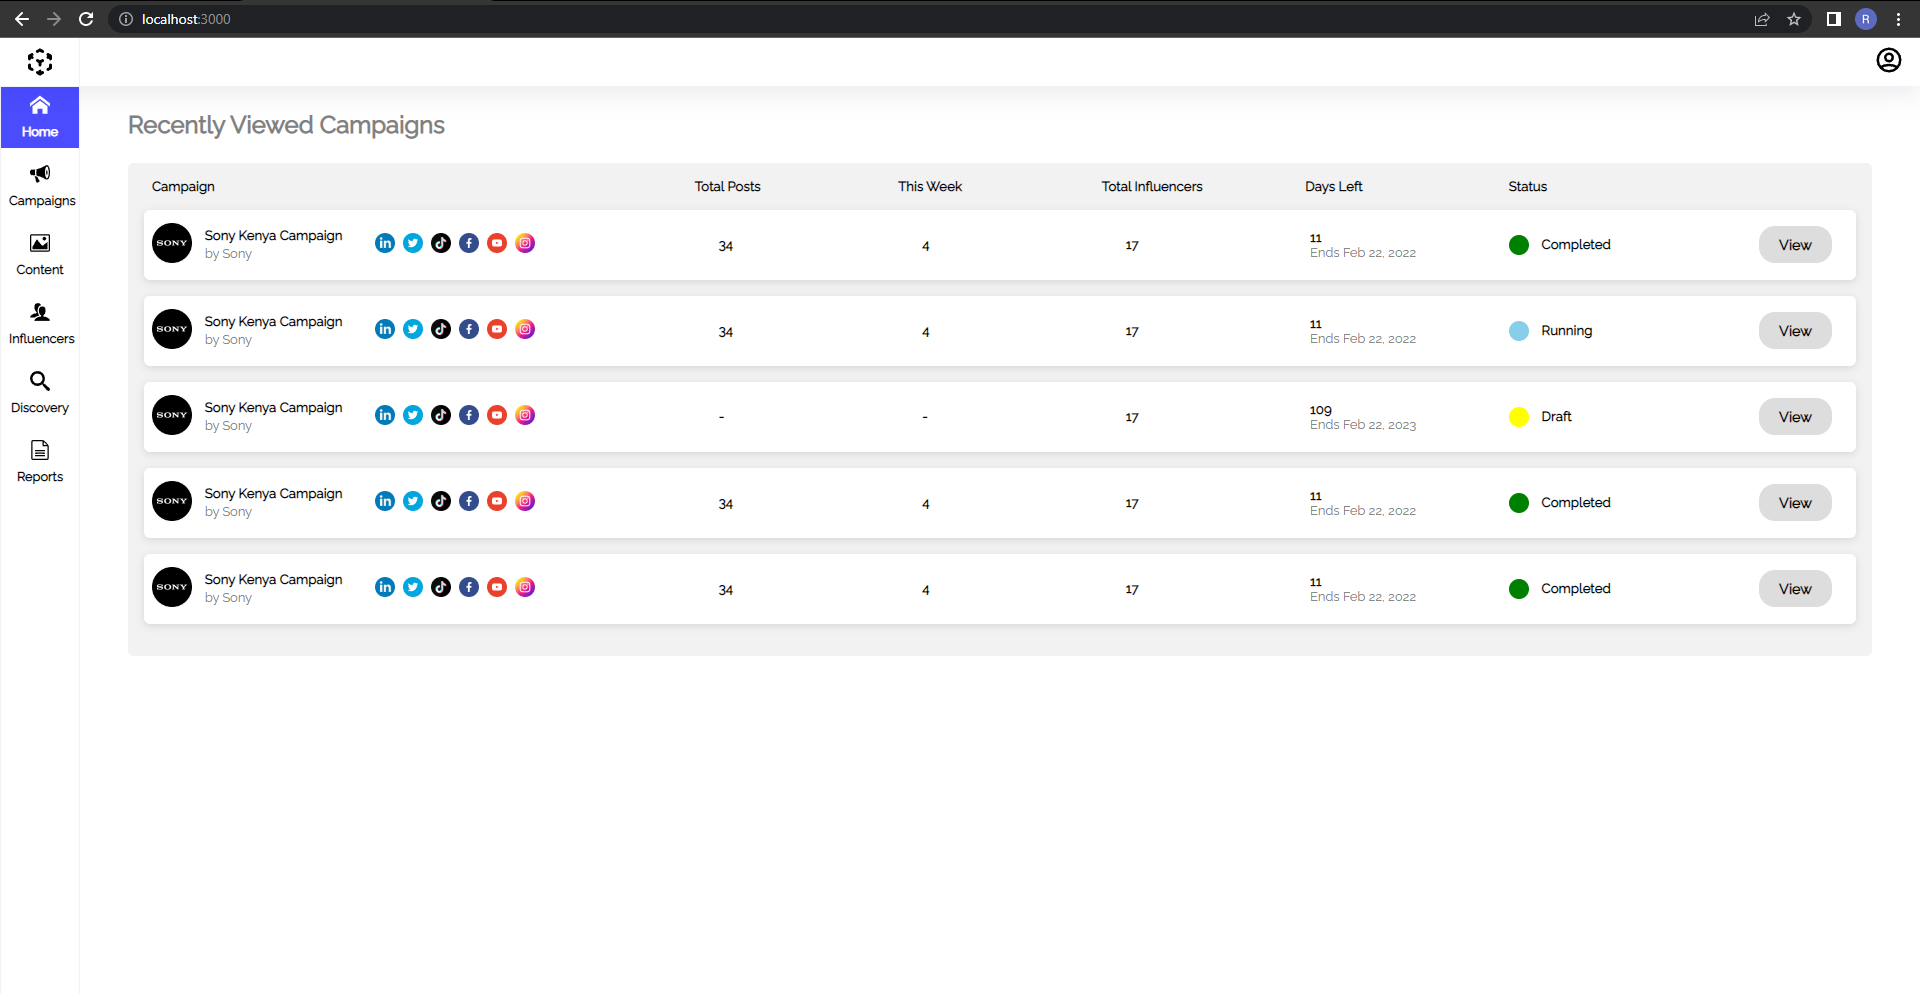 localhost:3000
R
Home
Campaigns
Content
Influencers
Discovery
Reports
Recently Viewed Campaigns
Campaign Total Posts This Week Total Influencers Days Left Status
SONY Sony Kenya Campaign 34 4 17 11 Completed View
by Sony Ends Feb 22, 2022
SONY Sony Kenya Campaign 34 4 17 11 Running View
by Sony Ends Feb 22, 2022
SONY Sony Kenya Campaign - - 17 109 Draft View
by Sony Ends Feb 22, 2023
SONY Sony Kenya Campaign 34 4 17 11 Completed View
by Sony Ends Feb 22, 2022
SONY Sony Kenya Campaign 34 4 17 11 Completed View
by Sony Ends Feb 22, 2022